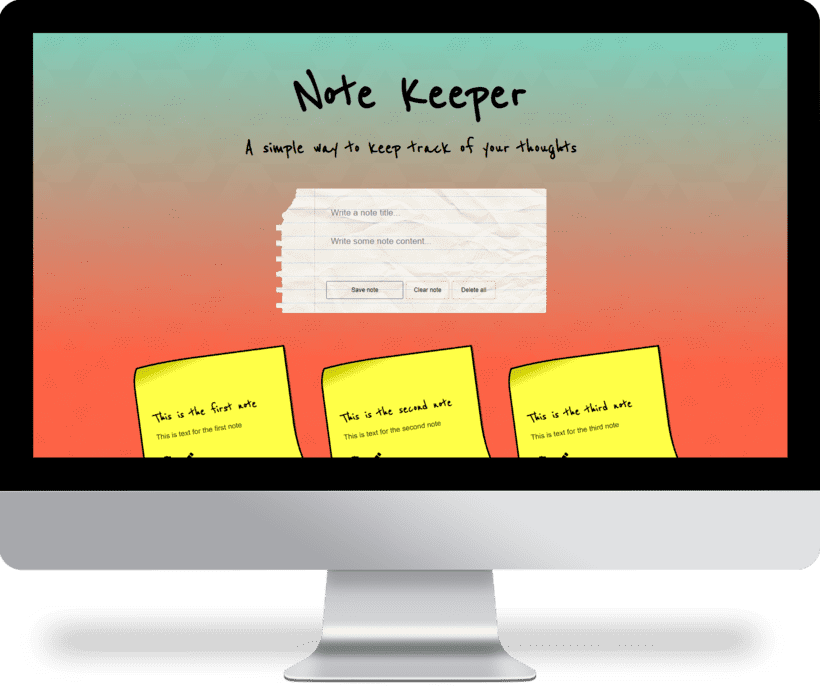 Note Keeper
A simple way to keep track of your thoughts
Write a note title...
Write some note content...
Save note
Clear note
Delete all
This is the first note
This is text for the first note
This is the second note
This is text for the second note
This is the third note
This is text for the third note